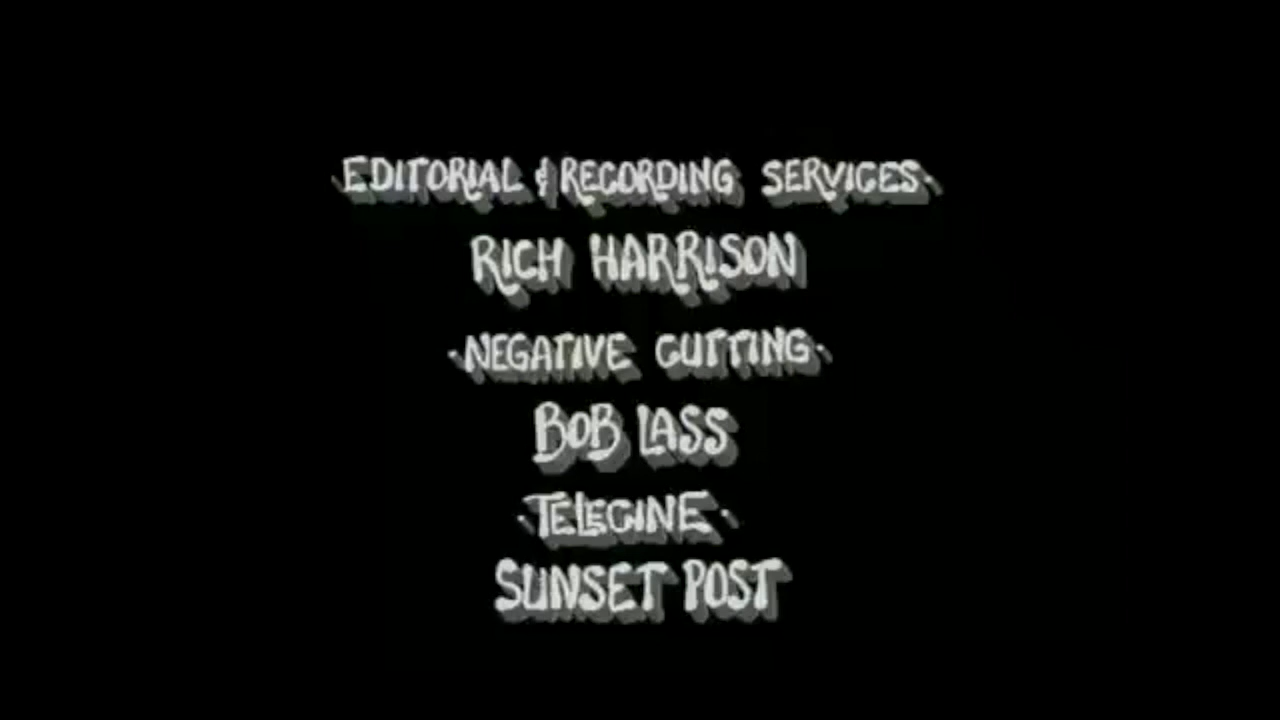 ·EDITORIAL & RECORDING SERVICES·
RICH HARRISON
·NEGATIVE CUTTING·
BOB LASS
·TELECINE·
SUNSET POST